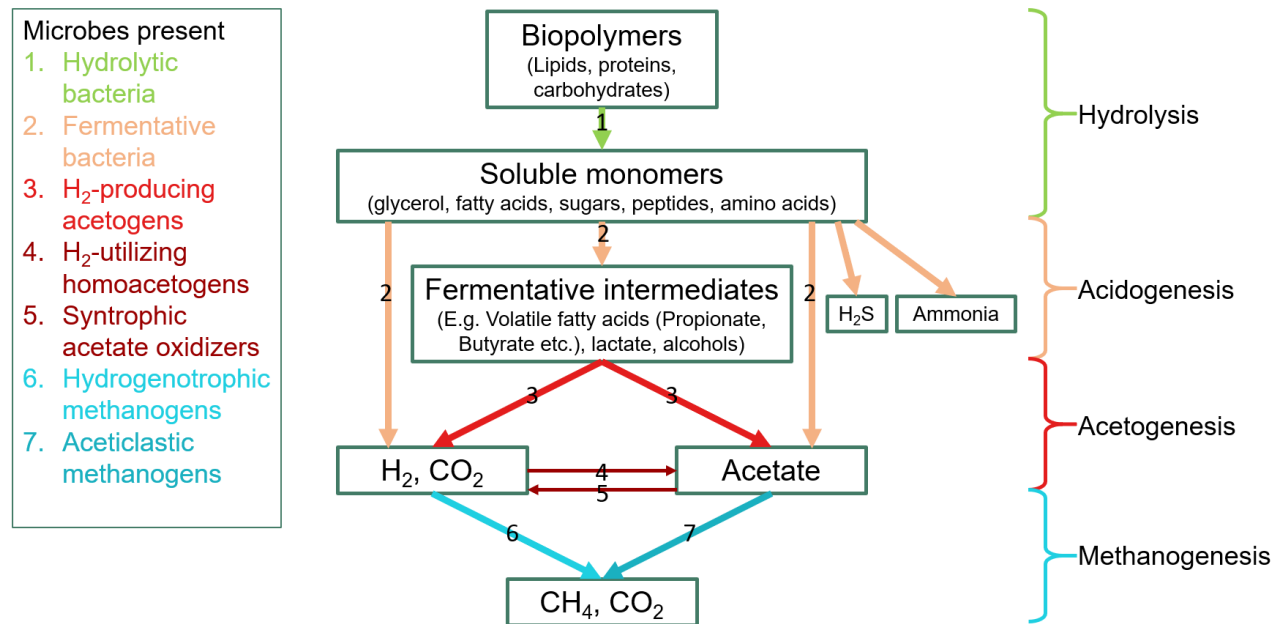 Microbes present
1. Hydrolytic
bacteria
2. Fermentative
bacteria
3. H₂-producing
acetogens
4. H₂-utilizing
homoacetogens
5. Syntrophic
acetate oxidizers
6. Hydrogenotrophic
methanogens
7. Aceticlastic
methanogens
Biopolymers
(Lipids, proteins,
carbohydrates)
1
Soluble monomers
(glycerol, fatty acids, sugars, peptides, amino acids)
2
2
2
Fermentative intermediates
(E.g. Volatile fatty acids (Propionate,
Butyrate etc.), lactate, alcohols)
H₂S
Ammonia
3
3
H₂, CO₂
4
5
Acetate
6
7
CH₄, CO₂
Hydrolysis
Acidogenesis
Acetogenesis
Methanogenesis